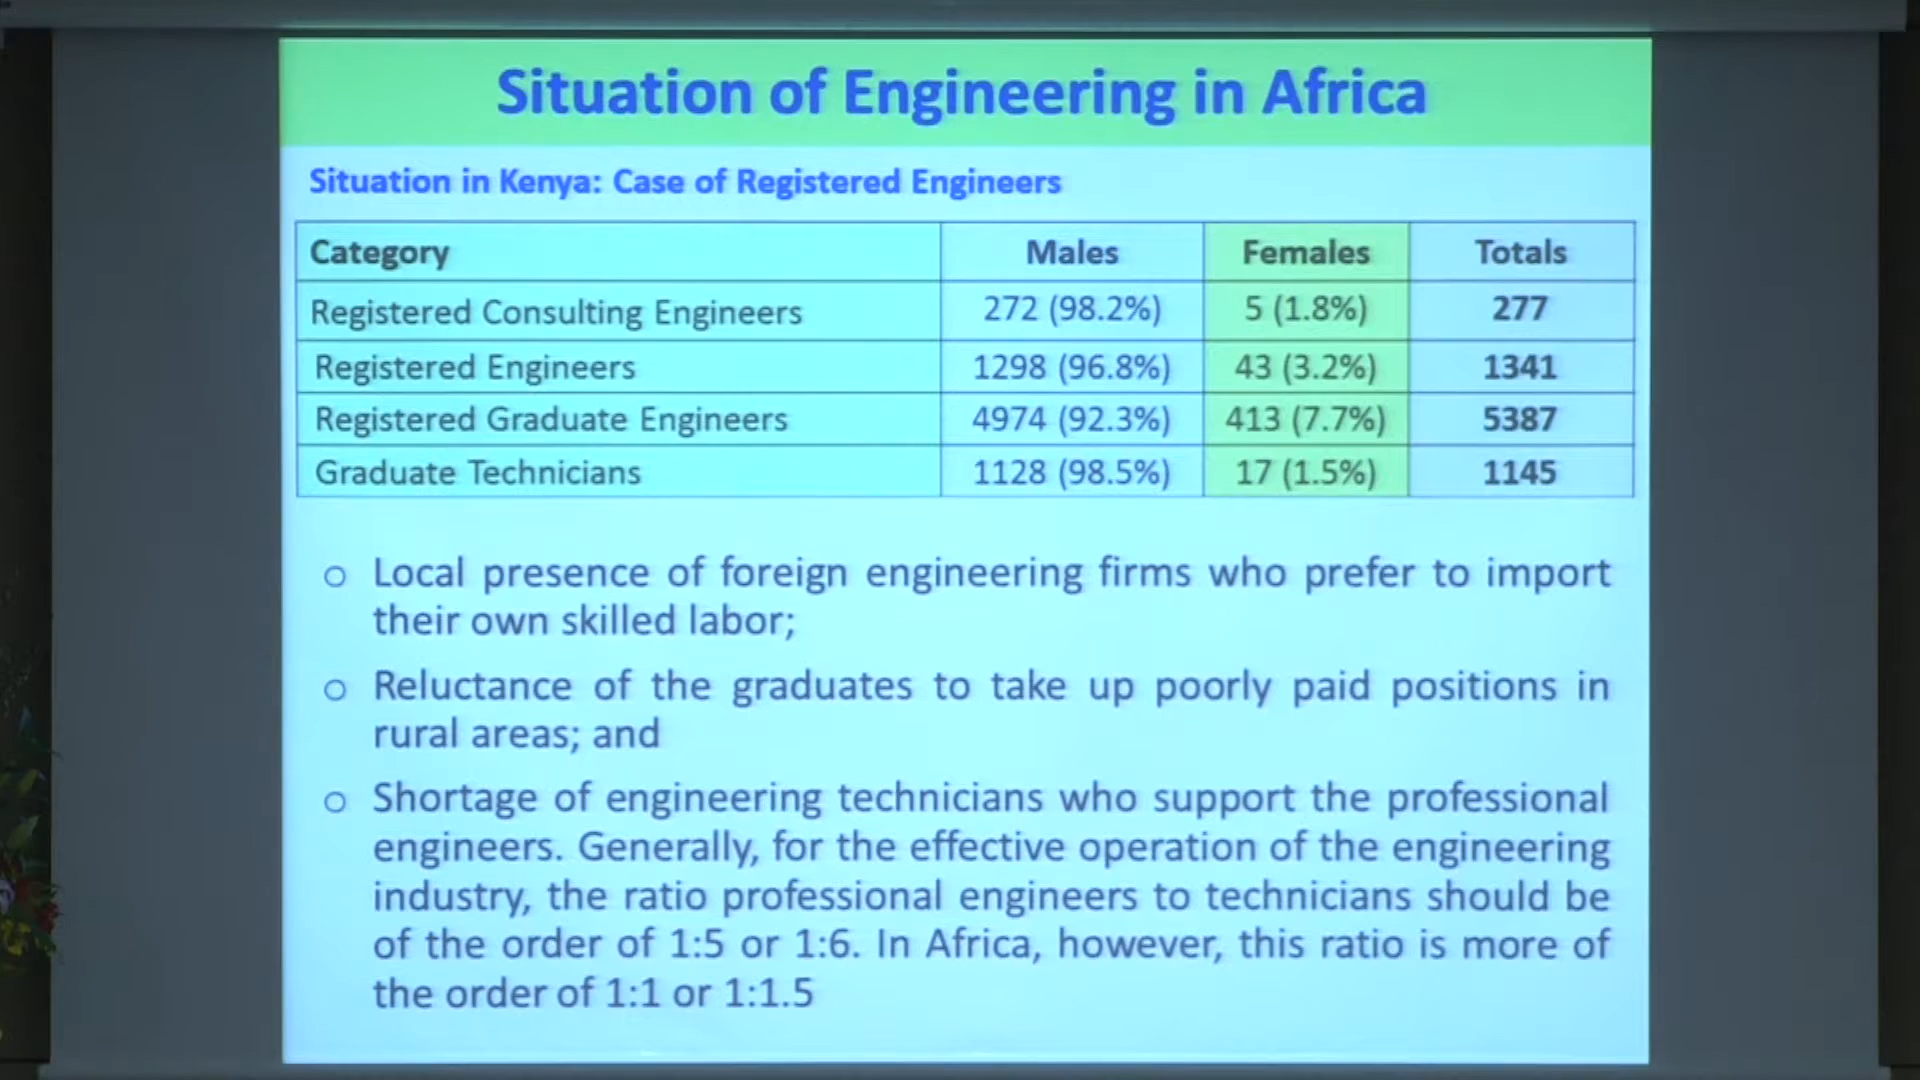 Situation of Engineering in Africa
Situation in Kenya: Case of Registered Engineers
Category Males Females Totals
Registered Consulting Engineers 272 (98.2%) 5 (1.8%) 277
Registered Engineers 1298 (96.8%) 43 (3.2%) 1341
Registered Graduate Engineers 4974 (92.3%) 413 (7.7%) 5387
Graduate Technicians 1128 (98.5%) 17 (1.5%) 1145
o Local presence of foreign engineering firms who prefer to import
their own skilled labor;
o Reluctance of the graduates to take up poorly paid positions in
rural areas; and
o Shortage of engineering technicians who support the professional
engineers. Generally, for the effective operation of the engineering
industry, the ratio professional engineers to technicians should be
of the order of 1:5 or 1:6. In Africa, however, this ratio is more of
the order of 1:1 or 1:1.5